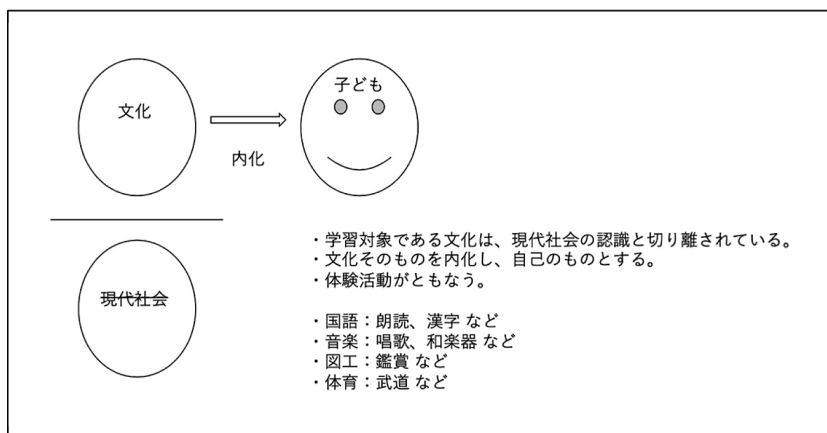 文化
子ども
内化
現代社会
・学習対象である文化は、現代社会の認識と切り離されている。
・文化そのものを内化し、自己のものとする。
・体験活動がともなう。
・国語：朗読、漢字 など
・音楽：唱歌、和楽器 など
・図工：鑑賞 など
・体育：武道 など